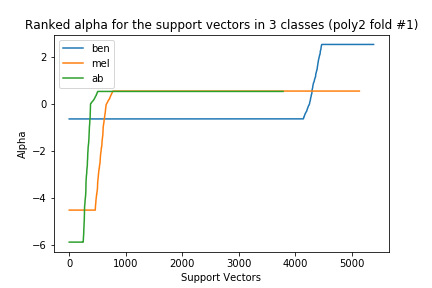 Ranked alpha for the support vectors in 3 classes (poly2 fold #1)
ben
mel
ab
Alpha
2
0
−2
−4
−6
0 1000 2000 3000 4000 5000
Support Vectors